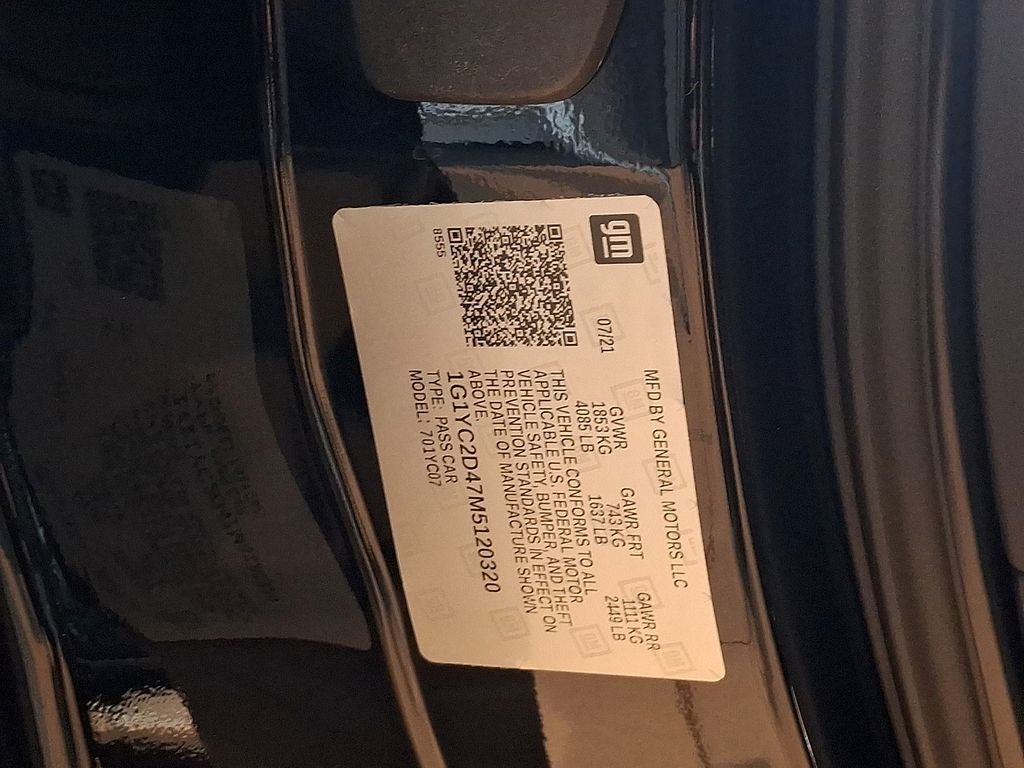 gm
MFD BY GENERAL MOTORS LLC
07/21
GVWR GAWR FRT GAWR RR
1853 KG 743 KG 1111 KG
4085 LB 1637 LB 2449 LB
THIS VEHICLE CONFORMS TO ALL
APPLICABLE U.S. FEDERAL MOTOR
VEHICLE SAFETY, BUMPER, AND THEFT
PREVENTION STANDARDS IN EFFECT ON
THE DATE OF MANUFACTURE SHOWN
ABOVE.
1G1YC2D47M5120320
TYPE: PASS CAR
MODEL: 701YC07
8555